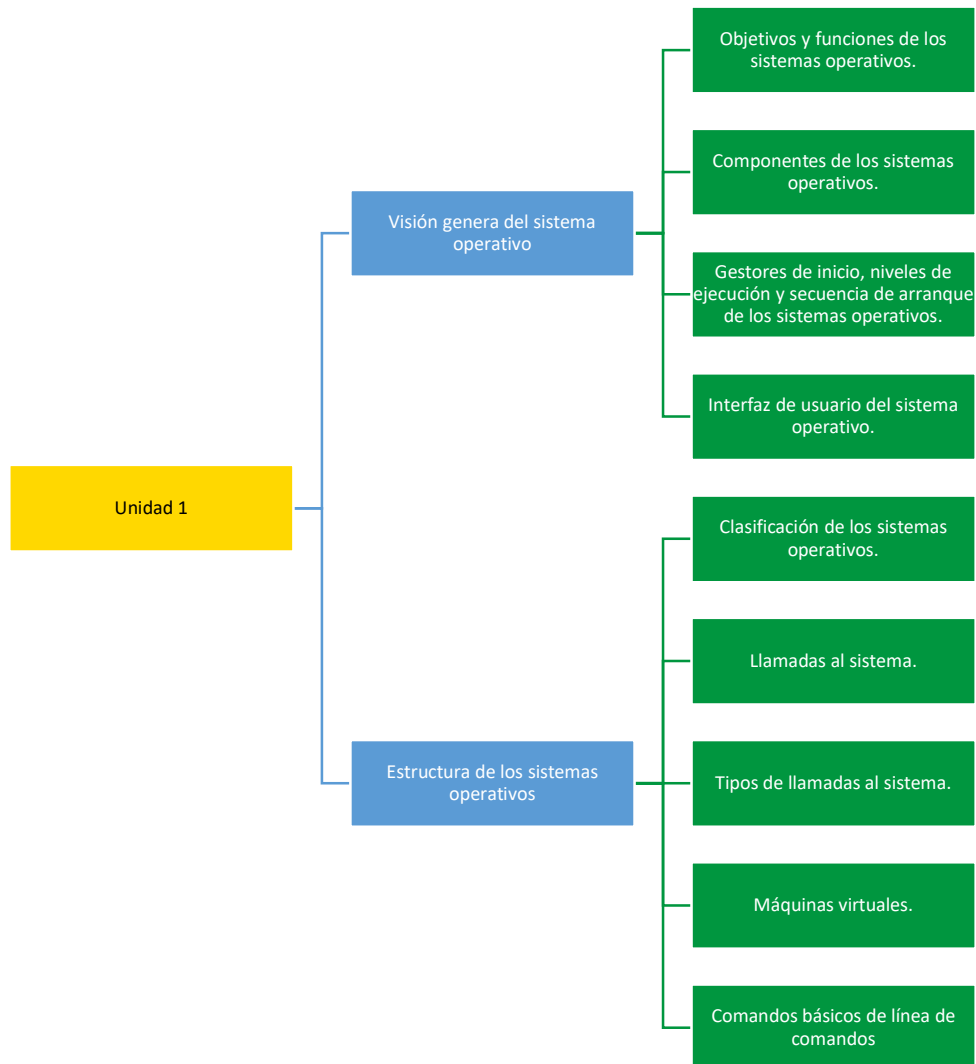 Unidad 1
Visión genera del sistema
operativo
Objetivos y funciones de los
sistemas operativos.
Componentes de los sistemas
operativos.
Gestores de inicio, niveles de
ejecución y secuencia de arranque
de los sistemas operativos.
Interfaz de usuario del sistema
operativo.
Estructura de los sistemas
operativos
Clasificación de los sistemas
operativos.
Llamadas al sistema.
Tipos de llamadas al sistema.
Máquinas virtuales.
Comandos básicos de línea de
comandos